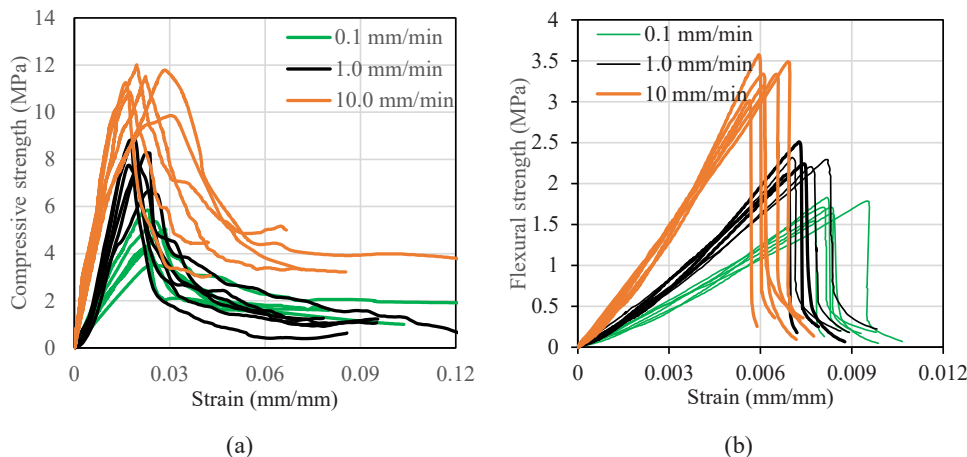 Compressive strength (MPa)
14
12
10
8
6
4
2
0
0.1 mm/min
1.0 mm/min
10.0 mm/min
0 0.03 0.06 0.09 0.12
Strain (mm/mm)
(a)
Flexural strength (MPa)
4
3.5
3
2.5
2
1.5
1
0.5
0
0.1 mm/min
1.0 mm/min
10 mm/min
0 0.003 0.006 0.009 0.012
Strain (mm/mm)
(b)